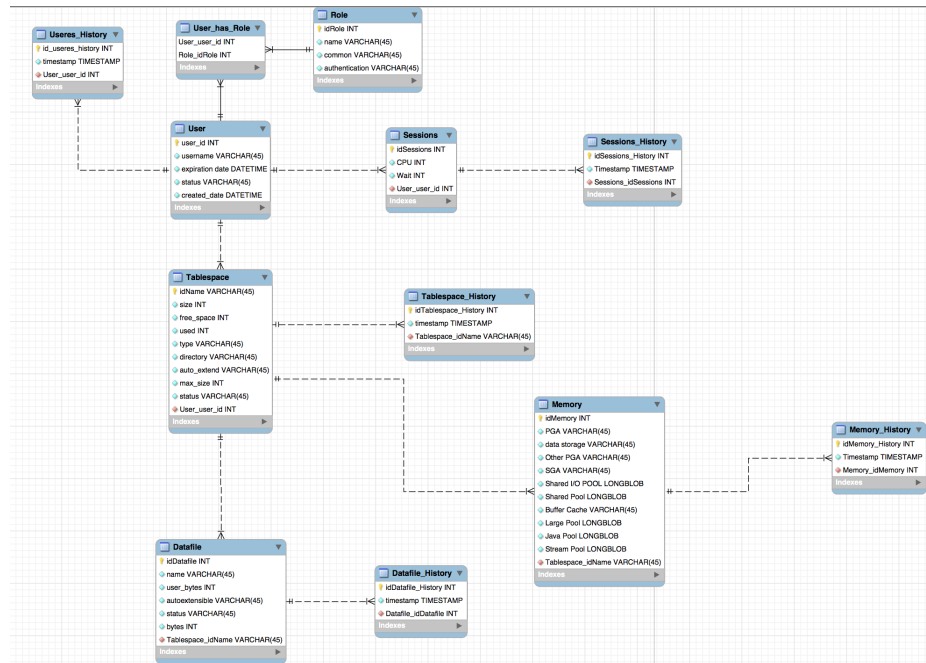 Useres_History
id_useres_history INT
timestamp TIMESTAMP
User_user_id INT
Indexes
User_has_Role
User_user_id INT
Role_idRole INT
Indexes
Role
idRole INT
name VARCHAR(45)
common VARCHAR(45)
authentication VARCHAR(45)
Indexes
User
user_id INT
username VARCHAR(45)
expiration date DATETIME
status VARCHAR(45)
created_date DATETIME
Indexes
Sessions
idSessions INT
CPU INT
Wait INT
User_user_id INT
Indexes
Sessions_History
idSessions_History INT
Timestamp TIMESTAMP
Sessions_idSessions INT
Indexes
Tablespace
idName VARCHAR(45)
size INT
free_space INT
used INT
type VARCHAR(45)
directory VARCHAR(45)
auto_extend VARCHAR(45)
max_size INT
status VARCHAR(45)
User_user_id INT
Indexes
Tablespace_History
idTablespace_History INT
timestamp TIMESTAMP
Tablespace_idName VARCHAR(45)
Indexes
Memory
idMemory INT
PGA VARCHAR(45)
data storage VARCHAR(45)
Other PGA VARCHAR(45)
SGA VARCHAR(45)
Shared I/O POOL LONGBLOB
Shared Pool LONGBLOB
Buffer Cache VARCHAR(45)
Large Pool LONGBLOB
Java Pool LONGBLOB
Stream Pool LONGBLOB
Tablespace_idName VARCHAR(45)
Indexes
Memory_History
idMemory_History INT
Timestamp TIMESTAMP
Memory_idMemory INT
Indexes
Datafile
idDatafile INT
name VARCHAR(45)
user_bytes INT
autoextensible VARCHAR(45)
status VARCHAR(45)
bytes INT
Tablespace_idName VARCHAR(45)
Indexes
Datafile_History
idDatafile_History INT
timestamp TIMESTAMP
Datafile_idDatafile INT
Indexes